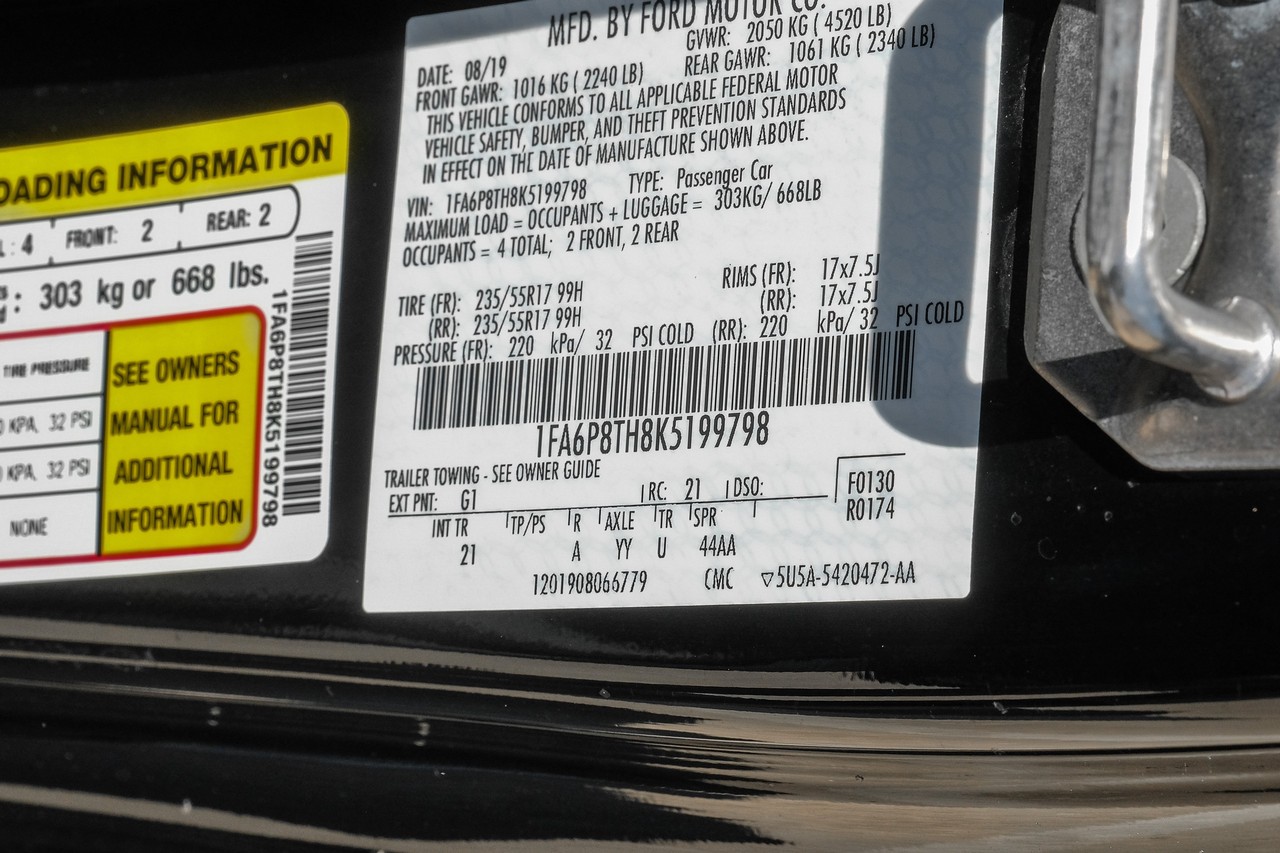 OADING INFORMATION
L : 4 FRONT: 2 REAR: 2
: 303 kg or 668 lbs.
TIRE PRESSURE
KPA, 32 PSI
KPA, 32 PSI
NONE
SEE OWNERS
MANUAL FOR
ADDITIONAL
INFORMATION
1FA6P8TH8K5199798
MFD. BY FORD MOTOR CO.
DATE: 08/19 GVWR: 2050 KG ( 4520 LB)
FRONT GAWR: 1016 KG ( 2240 LB) REAR GAWR: 1061 KG ( 2340 LB)
THIS VEHICLE CONFORMS TO ALL APPLICABLE FEDERAL MOTOR
VEHICLE SAFETY, BUMPER, AND THEFT PREVENTION STANDARDS
IN EFFECT ON THE DATE OF MANUFACTURE SHOWN ABOVE.
VIN: 1FA6P8TH8K5199798 TYPE: Passenger Car
MAXIMUM LOAD = OCCUPANTS + LUGGAGE = 303KG/ 668LB
OCCUPANTS = 4 TOTAL; 2 FRONT, 2 REAR
TIRE (FR): 235/55R17 99H RIMS (FR): 17x7.5J
(RR): 235/55R17 99H (RR): 17x7.5J
PRESSURE (FR): 220 kPa/ 32 PSI COLD (RR): 220 kPa/ 32 PSI COLD
1FA6P8TH8K5199798
TRAILER TOWING - SEE OWNER GUIDE
EXT PNT: G1 RC: 21 DSO: F0130
R0174
INT TR TP/PS R AXLE TR SPR
21 A YY U 44AA
1201908066779 CMC ▽5U5A-5420472-AA